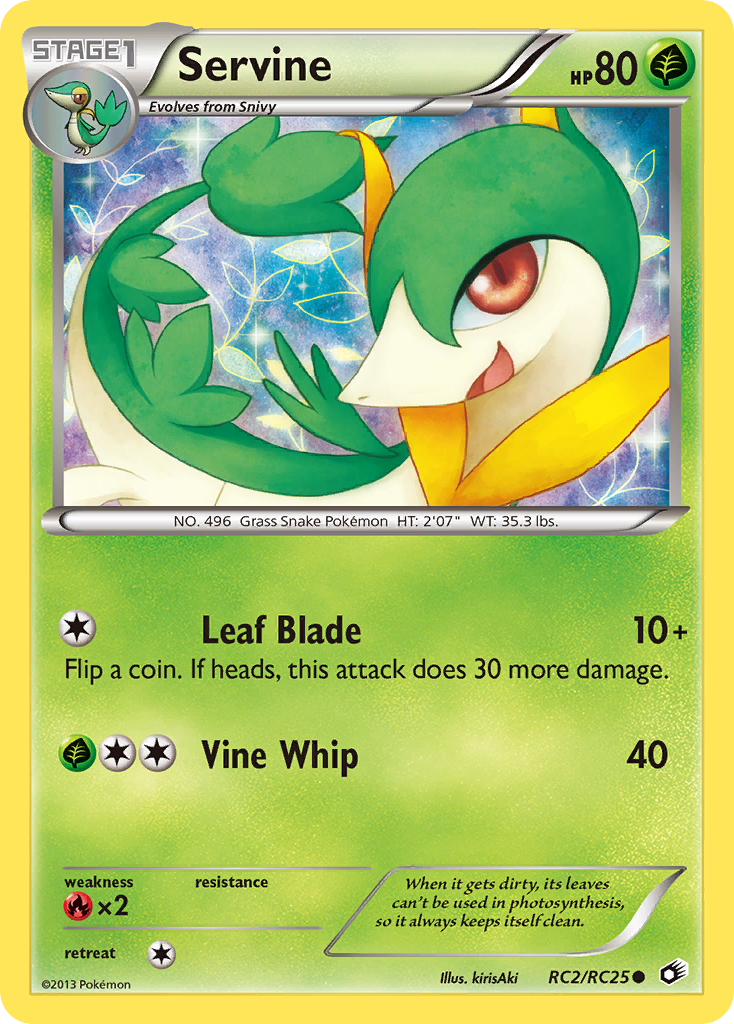 STAGE1
Servine
HP80
Evolves from Snivy
NO. 496 Grass Snake Pokémon HT: 2'07" WT: 35.3 lbs.
Leaf Blade 10+
Flip a coin. If heads, this attack does 30 more damage.
Vine Whip 40
weakness resistance
×2
retreat
When it gets dirty, its leaves
can't be used in photosynthesis,
so it always keeps itself clean.
©2013 Pokémon
Illus. kirisAki
RC2/RC25